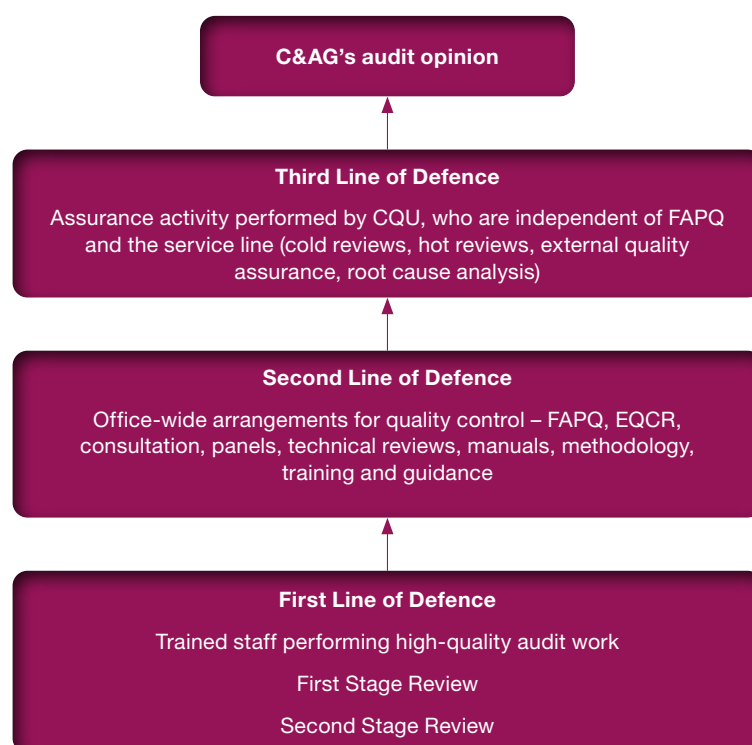 C&AG’s audit opinion
Third Line of Defence
Assurance activity performed by CQU, who are independent of FAPQ
and the service line (cold reviews, hot reviews, external quality
assurance, root cause analysis)
Second Line of Defence
Office-wide arrangements for quality control – FAPQ, EQCR,
consultation, panels, technical reviews, manuals, methodology,
training and guidance
First Line of Defence
Trained staff performing high-quality audit work
First Stage Review
Second Stage Review